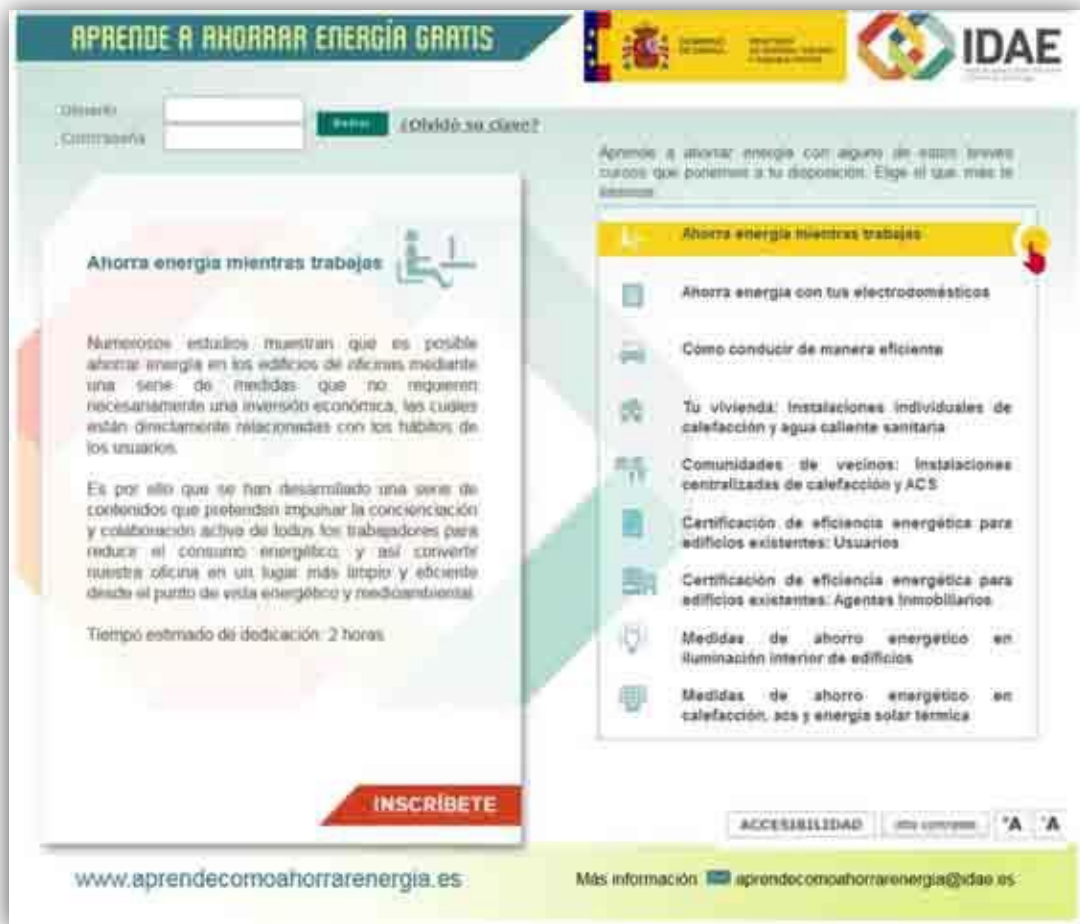 APRENDE A AHORRAR ENERGÍA GRATIS
IDAE
Usuario
Contraseña
¿Olvidó su clave?
Aprende a ahorrar energía con alguno de estos breves
cursos que ponemos a tu disposición. Elige el que más te
interese
Ahorra energía mientras trabajas
Numerosos estudios muestran que es posible
ahorrar energía en los edificios de oficinas mediante
una serie de medidas que no requieren
necesariamente una inversión económica, las cuales
están directamente relacionadas con los hábitos de
los usuarios.
Es por ello que se han desarrollado una serie de
contenidos que pretenden impulsar la concienciación
y colaboración activa de todos los trabajadores para
reducir el consumo energético, y así convertir
nuestra oficina en un lugar más limpio y eficiente
desde el punto de vista energético y medioambiental.
Tiempo estimado de dedicación: 2 horas
INSCRÍBETE
Ahorra energía mientras trabajas
Ahorra energía con tus electrodomésticos
Cómo conducir de manera eficiente
Tu vivienda: Instalaciones individuales de
calefacción y agua caliente sanitaria
Comunidades de vecinos: Instalaciones
centralizadas de calefacción y ACS
Certificación de eficiencia energética para
edificios existentes: Usuarios
Certificación de eficiencia energética para
edificios existentes: Agentes Inmobiliarios
Medidas de ahorro energético en
iluminación interior de edificios
Medidas de ahorro energético en
calefacción, acs y energía solar térmica
ACCESIBILIDAD alto contraste +A -A
www.aprendecomoahorrarenergia.es
Más información aprendecomoahorrarenergia@idae.es